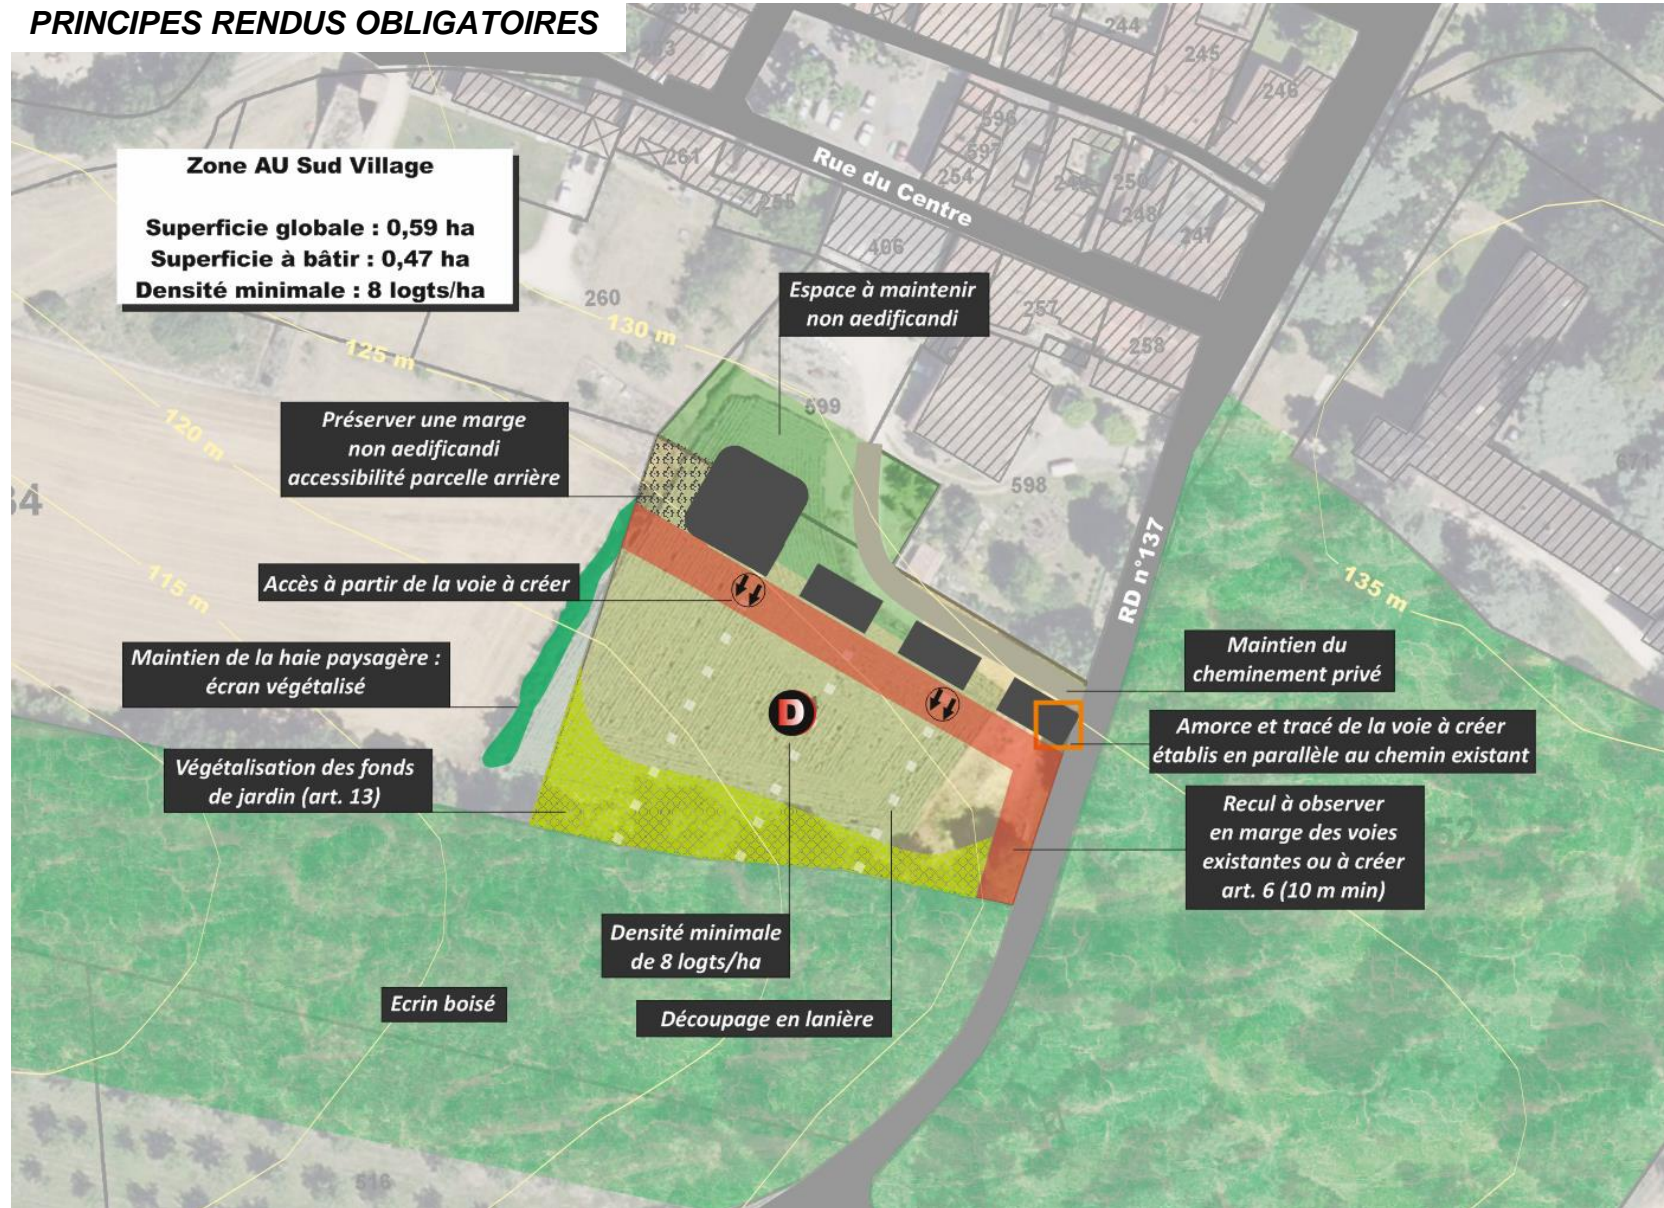 PRINCIPES RENDUS OBLIGATOIRES
244
245
246
Zone AU Sud Village
Superficie globale : 0,59 ha
Superficie à bâtir : 0,47 ha
Densité minimale : 8 logts/ha
261
255
Rue du Centre
596
597
254
250
248
247
406
257
258
260
130 m
125 m
120 m
115 m
135 m
Espace à maintenir
non aedificandi
599
598
671
Préserver une marge
non aedificandi
accessibilité parcelle arrière
RD n°137
Accès à partir de la voie à créer
Maintien de la haie paysagère :
écran végétalisé
Maintien du
cheminement privé
D
Amorce et tracé de la voie à créer
établis en parallèle au chemin existant
Végétalisation des fonds
de jardin (art. 13)
Recul à observer
en marge des voies
existantes ou à créer
art. 6 (10 m min)
Densité minimale
de 8 logts/ha
Découpage en lanière
Ecrin boisé
516